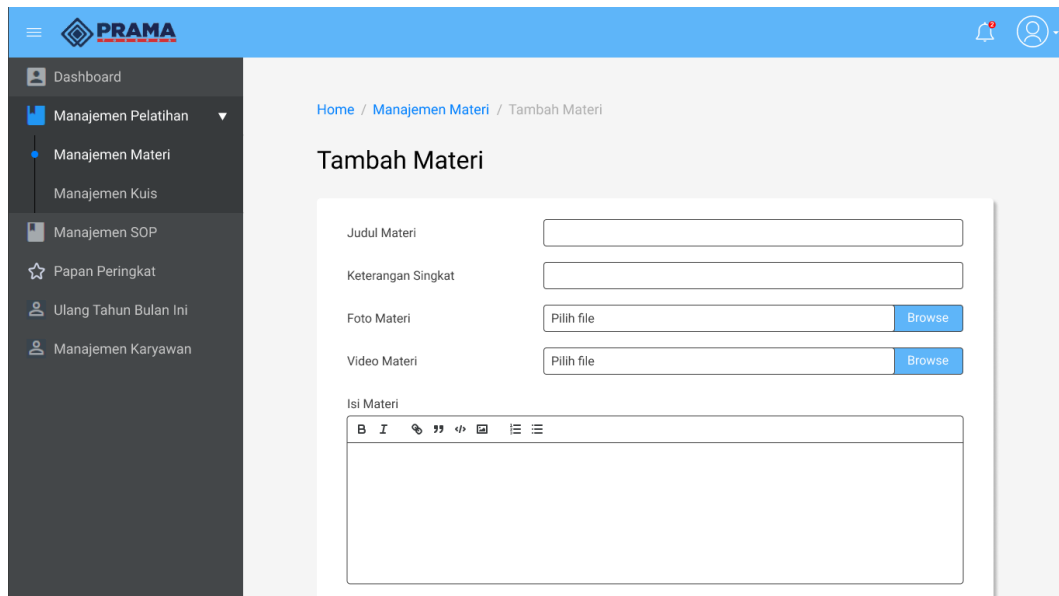 PRAMA
2
Dashboard
Manajemen Pelatihan
Manajemen Materi
Manajemen Kuis
Manajemen SOP
Papan Peringkat
Ulang Tahun Bulan Ini
Manajemen Karyawan
Home / Manajemen Materi / Tambah Materi
Tambah Materi
Judul Materi
Keterangan Singkat
Foto Materi Pilih file Browse
Video Materi Pilih file Browse
Isi Materi
B I